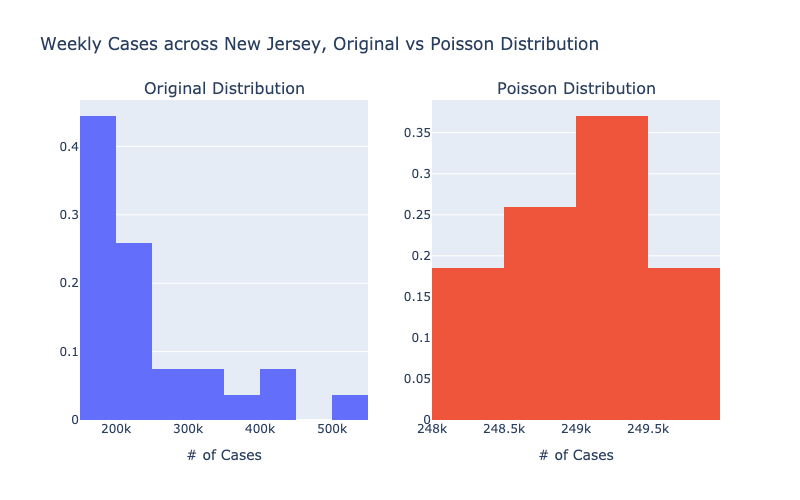 Weekly Cases across New Jersey, Original vs Poisson Distribution
Original Distribution
Poisson Distribution
0.4
0.3
0.2
0.1
0
200k
300k
400k
500k
# of Cases
0.35
0.3
0.25
0.2
0.15
0.1
0.05
0
248k
248.5k
249k
249.5k
# of Cases